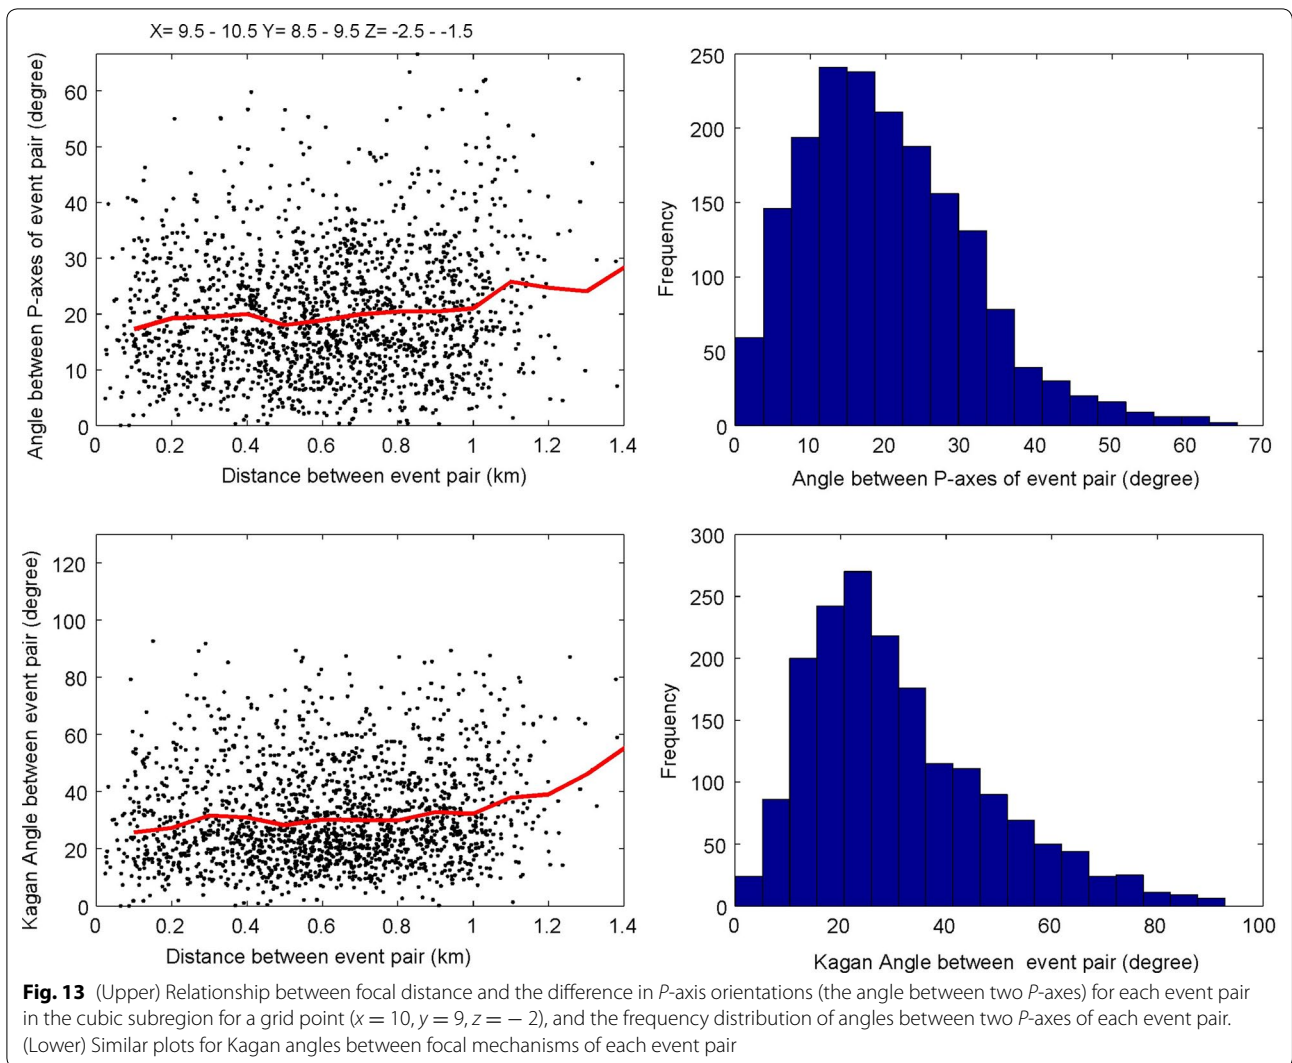 X= 9.5 - 10.5 Y= 8.5 - 9.5 Z= -2.5 - -1.5
Angle between P-axes of event pair (degree)
60
50
40
30
20
10
0
0 0.2 0.4 0.6 0.8 1 1.2 1.4
Distance between event pair (km)
Frequency
250
200
150
100
50
0
0 10 20 30 40 50 60 70
Angle between P-axes of event pair (degree)
Kagan Angle between event pair (degree)
120
100
80
60
40
20
0
0 0.2 0.4 0.6 0.8 1 1.2 1.4
Distance between event pair (km)
Frequency
300
250
200
150
100
50
0
0 20 40 60 80 100
Kagan Angle between  event pair (degree)
Fig. 13 (Upper) Relationship between focal distance and the difference in P-axis orientations (the angle between two P-axes) for each event pair
in the cubic subregion for a grid point (x = 10, y = 9, z = − 2), and the frequency distribution of angles between two P-axes of each event pair.
(Lower) Similar plots for Kagan angles between focal mechanisms of each event pair